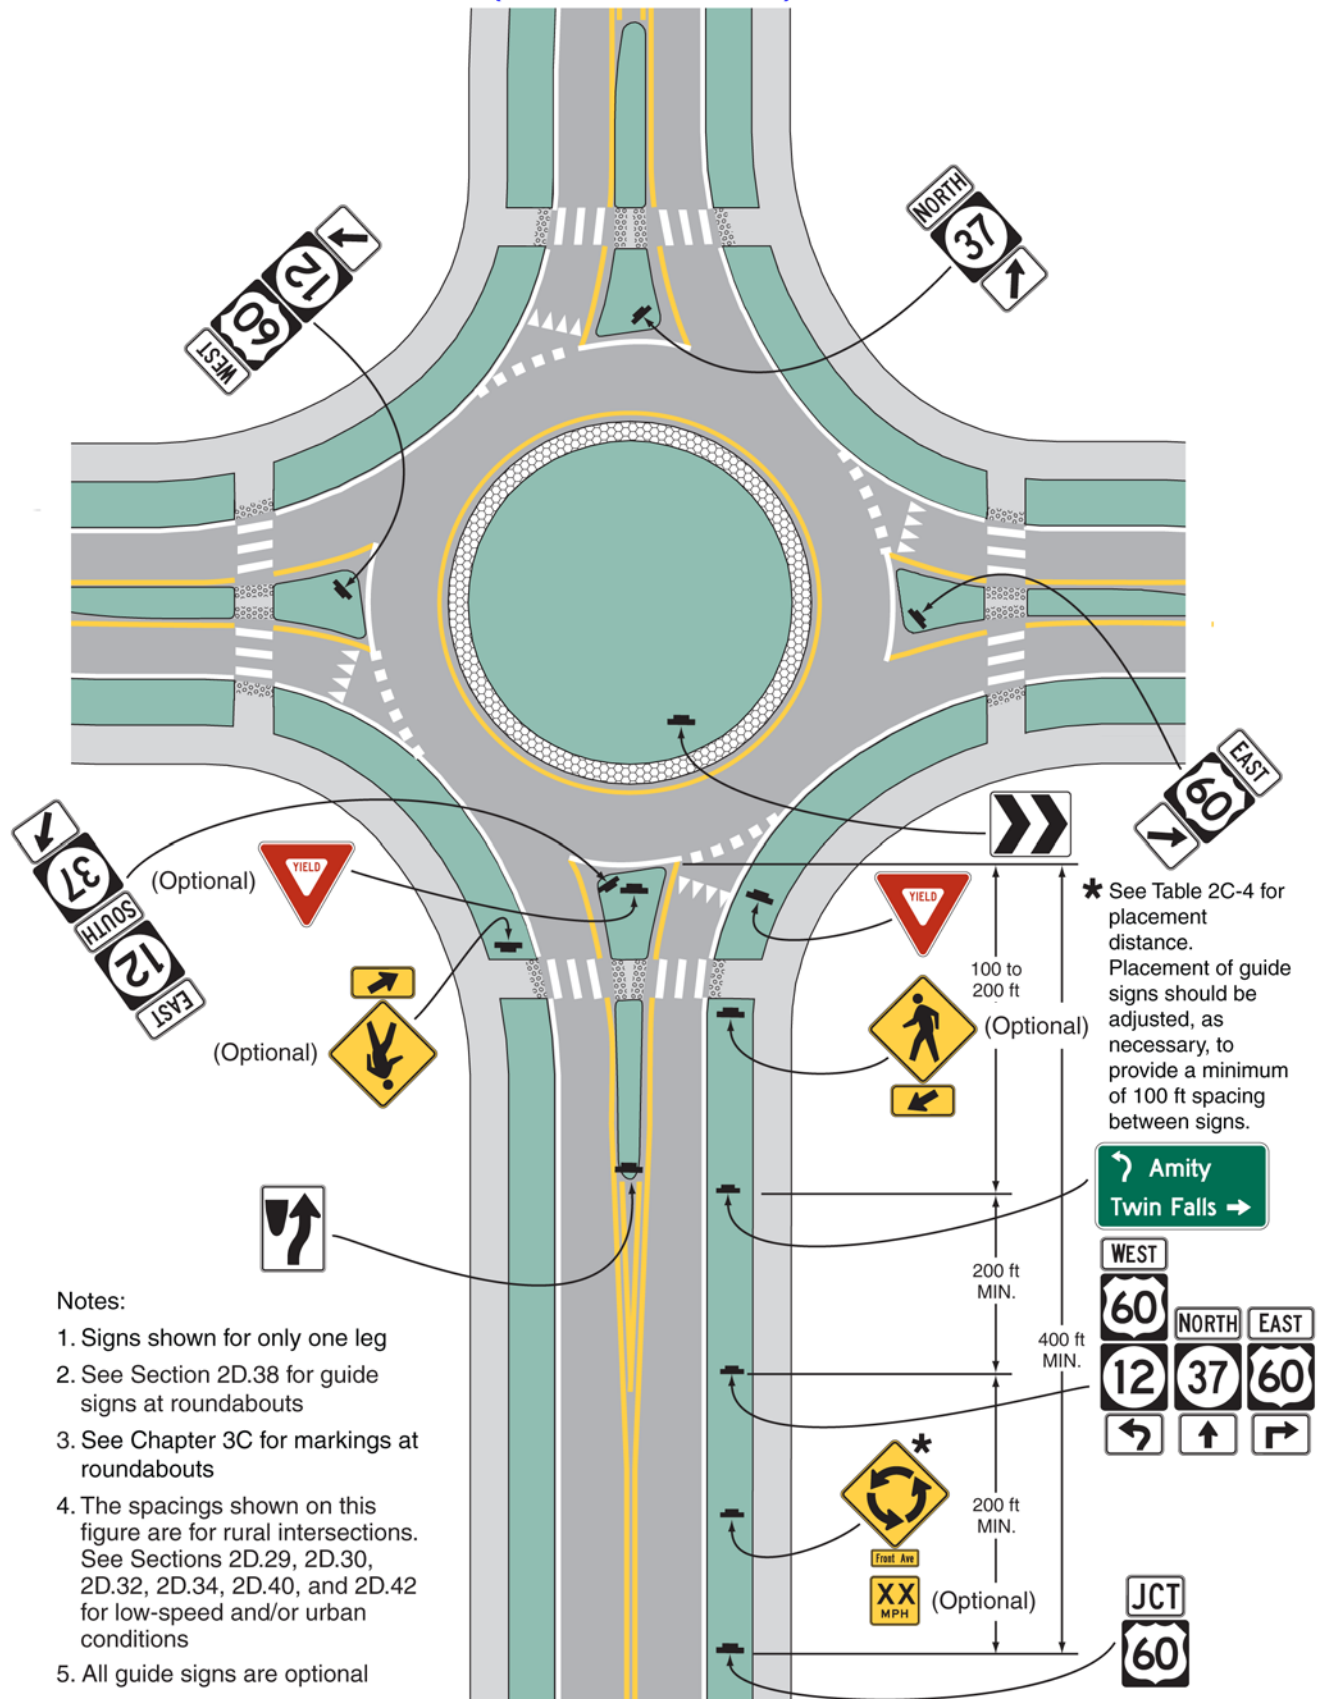 NORTH
37
12
60
WEST
37
SOUTH
12
EAST
(Optional)
YIELD
(Optional)
EAST
60
YIELD
* See Table 2C-4 for
placement
distance.
Placement of guide
signs should be
adjusted, as
necessary, to
provide a minimum
of 100 ft spacing
between signs.
100 to
200 ft
(Optional)
Amity
Twin Falls
200 ft
MIN.
400 ft
MIN.
WEST
60
12
NORTH
37
EAST
60
*
Front Ave
XX
MPH
(Optional)
200 ft
MIN.
JCT
60
Notes:
1. Signs shown for only one leg
2. See Section 2D.38 for guide
signs at roundabouts
3. See Chapter 3C for markings at
roundabouts
4. The spacings shown on this
figure are for rural intersections.
See Sections 2D.29, 2D.30,
2D.32, 2D.34, 2D.40, and 2D.42
for low-speed and/or urban
conditions
5. All guide signs are optional